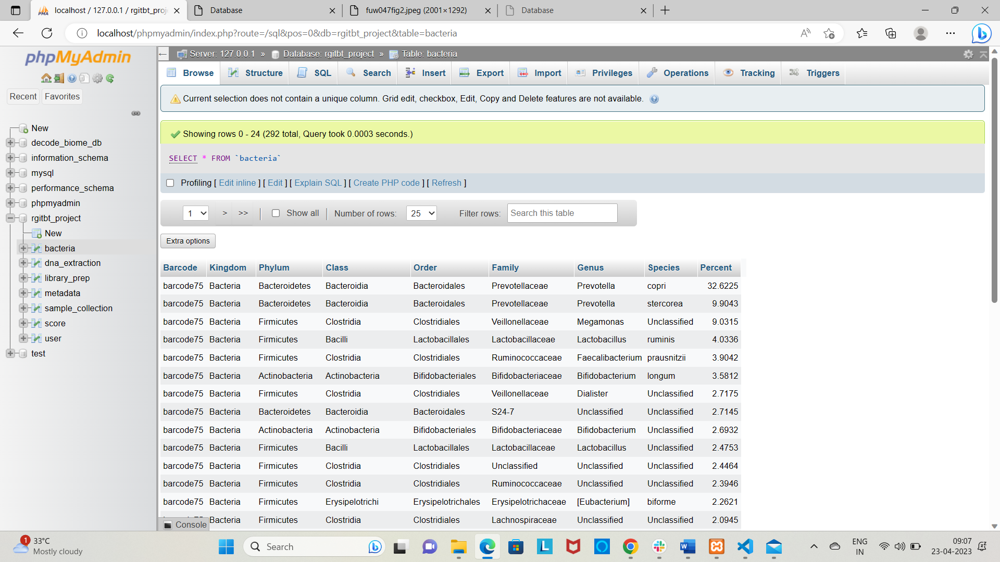 localhost / 127.0.0.1 / rgitbt_proj
Database
fuw047fig2.jpeg (2001×1292)
Database
localhost/phpmyadmin/index.php?route=/sql&pos=0&db=rgitbt_project&table=bacteria
phpMyAdmin
Recent
Favorites
New
decode_biome_db
information_schema
mysql
performance_schema
phpmyadmin
rgitbt_project
New
bacteria
dna_extraction
library_prep
metadata
sample_collection
score
user
test
Server: 127.0.0.1 » Database: rgitbt_project » Table: bacteria
Browse Structure SQL Search Insert Export Import Privileges Operations Tracking Triggers
Current selection does not contain a unique column. Grid edit, checkbox, Edit, Copy and Delete features are not available.
Showing rows 0 - 24 (292 total, Query took 0.0003 seconds.)
SELECT * FROM `bacteria`
Profiling [ Edit inline ] [ Edit ] [ Explain SQL ] [ Create PHP code ] [ Refresh ]
1 > >> | Show all | Number of rows: 25 Filter rows: Search this table
Extra options
Barcode Kingdom Phylum Class Order Family Genus Species Percent
barcode75 Bacteria Bacteroidetes Bacteroidia Bacteroidales Prevotellaceae Prevotella copri 32.6225
barcode75 Bacteria Bacteroidetes Bacteroidia Bacteroidales Prevotellaceae Prevotella stercorea 9.9043
barcode75 Bacteria Firmicutes Clostridia Clostridiales Veillonellaceae Megamonas Unclassified 9.0315
barcode75 Bacteria Firmicutes Bacilli Lactobacillales Lactobacillaceae Lactobacillus ruminis 4.0336
barcode75 Bacteria Firmicutes Clostridia Clostridiales Ruminococcaceae Faecalibacterium prausnitzii 3.9042
barcode75 Bacteria Actinobacteria Actinobacteria Bifidobacteriales Bifidobacteriaceae Bifidobacterium longum 3.5812
barcode75 Bacteria Firmicutes Clostridia Clostridiales Veillonellaceae Dialister Unclassified 2.7175
barcode75 Bacteria Bacteroidetes Bacteroidia Bacteroidales S24-7 Unclassified Unclassified 2.7145
barcode75 Bacteria Actinobacteria Actinobacteria Bifidobacteriales Bifidobacteriaceae Bifidobacterium Unclassified 2.6932
barcode75 Bacteria Firmicutes Bacilli Lactobacillales Lactobacillaceae Lactobacillus Unclassified 2.4753
barcode75 Bacteria Firmicutes Clostridia Clostridiales Unclassified Unclassified Unclassified 2.4464
barcode75 Bacteria Firmicutes Clostridia Clostridiales Ruminococcaceae Unclassified Unclassified 2.3946
barcode75 Bacteria Firmicutes Erysipelotrichi Erysipelotrichales Erysipelotrichaceae [Eubacterium] biforme 2.2621
Bacteria Firmicutes Clostridia Clostridiales Lachnospiraceae Unclassified Unclassified 2.0945
Console
1
33°C
Mostly cloudy
Search
ENG
IN
09:07
23-04-2023